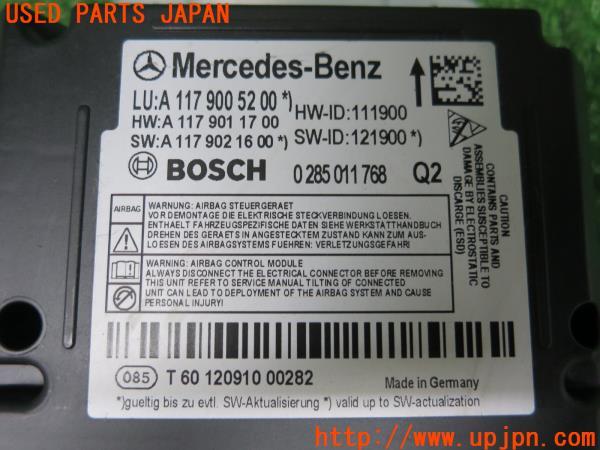 USED PARTS JAPAN
Mercedes-Benz
LU:A 117 900 52 00 *)
HW-ID:111900
HW: A 117 901 17 00
SW: A 117 902 16 00 *)
SW-ID:121900 *)
BOSCH 0 285 011 768 Q2
CAUTION
CONTAINS PARTS AND
ASSEMBLIES SUSCEPTIBLE TO
DAMAGE BY ELECTROSTATIC
DISCHARGE (ESD)
AIRBAG
WARNUNG: AIRBAG STEUERGERAET
VOR DEMONTAGE DIE ELEKTRISCHE STECKVERBINDUNG LOESEN.
ENTHAELT FAHRZEUGSPEZIFISCHE DATEN SIEHE WERKSTATTHANDBUCH
DREHEN DES GERAETS IN ANGESTECKTEM ZUSTAND KANN ZUM AUS-
LOESEN DES AIRBAGSYSTEMS FUEHREN: VERLETZUNGSGEFAHR!
WARNING: AIRBAG CONTROL MODULE
ALWAYS DISCONNECT THE ELECTRICAL CONNECTOR BEFORE REMOVING
THIS UNIT REFER TO SERVICE MANUAL TILTING OF CONNECTED
UNIT CAN LEAD TO DEPLOYMENT OF THE AIRBAG SYSTEM AND CAUSE
PERSONAL INJURY!
085 T 60 120910 00282
Made in Germany
*)gueltig bis zu evtl. SW-Aktualisierung *) valid up to SW-actualization
www.upjpn.com